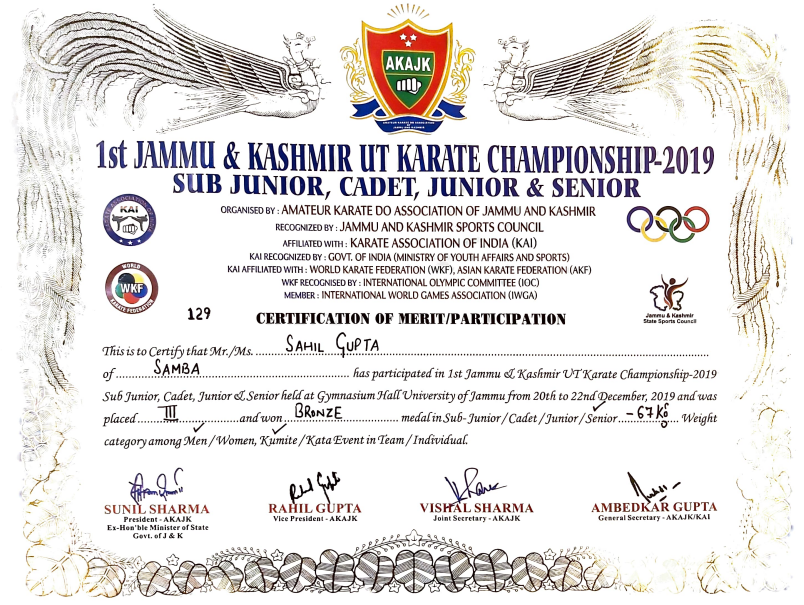 AKAJK
AMATEUR KARATE DO ASSOCIATION
OF
JAMMU AND KASHMIR
1st JAMMU & KASHMIR UT KARATE CHAMPIONSHIP-2019
SUB JUNIOR, CADET, JUNIOR & SENIOR
KAI
ORGANISED BY : AMATEUR KARATE DO ASSOCIATION OF JAMMU AND KASHMIR
RECOGNIZED BY : JAMMU AND KASHMIR SPORTS COUNCIL
AFFILIATED WITH : KARATE ASSOCIATION OF INDIA (KAI)
KAI RECOGNIZED BY : GOVT. OF INDIA (MINISTRY OF YOUTH AFFAIRS AND SPORTS)
KAI AFFILIATED WITH : WORLD KARATE FEDERATION (WKF), ASIAN KARATE FEDERATION (AKF)
WKF RECOGNISED BY : INTERNATIONAL OLYMPIC COMMITTEE (IOC)
MEMBER : INTERNATIONAL WORLD GAMES ASSOCIATION (IWGA)
WORLD
WKF
KARATE FEDERATION
Jammu & Kashmir
State Sports Council
129
CERTIFICATION OF MERIT/PARTICIPATION
This is to Certify that Mr./Ms. SAHIL GUPTA
of SAMBA has participated in 1st Jammu & Kashmir UT Karate Championship-2019
Sub Junior, Cadet, Junior & Senior held at Gymnasium Hall University of Jammu from 20th to 22nd December, 2019 and was
placed III and won BRONZE medal in Sub-Junior / Cadet / Junior / Senior -67 KG Weight
category among Men / Women, Kumite / Kata Event in Team / Individual.
SUNIL SHARMA
President - AKAJK
Ex-Hon'ble Minister of State
Govt. of J & K
RAHIL GUPTA
Vice President - AKAJK
VISHAL SHARMA
Joint Secretary - AKAJK
AMBEDKAR GUPTA
General Secretary - AKAJK/KAI